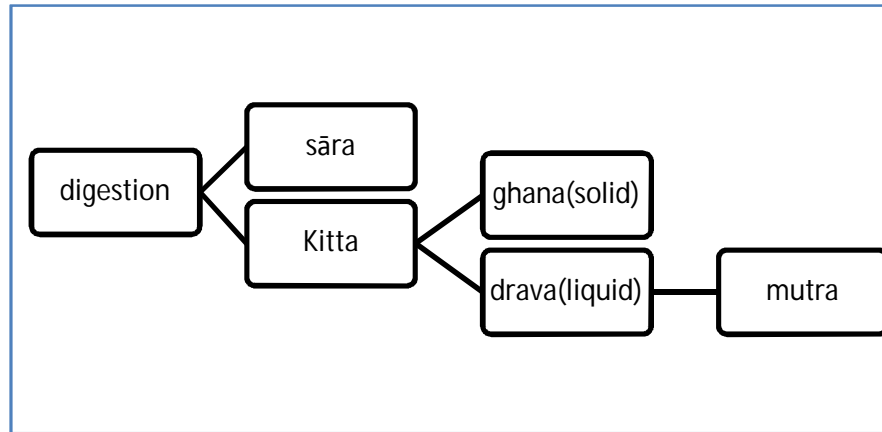 digestion
sāra
Kitta
ghana(solid)
drava(liquid)
mutra